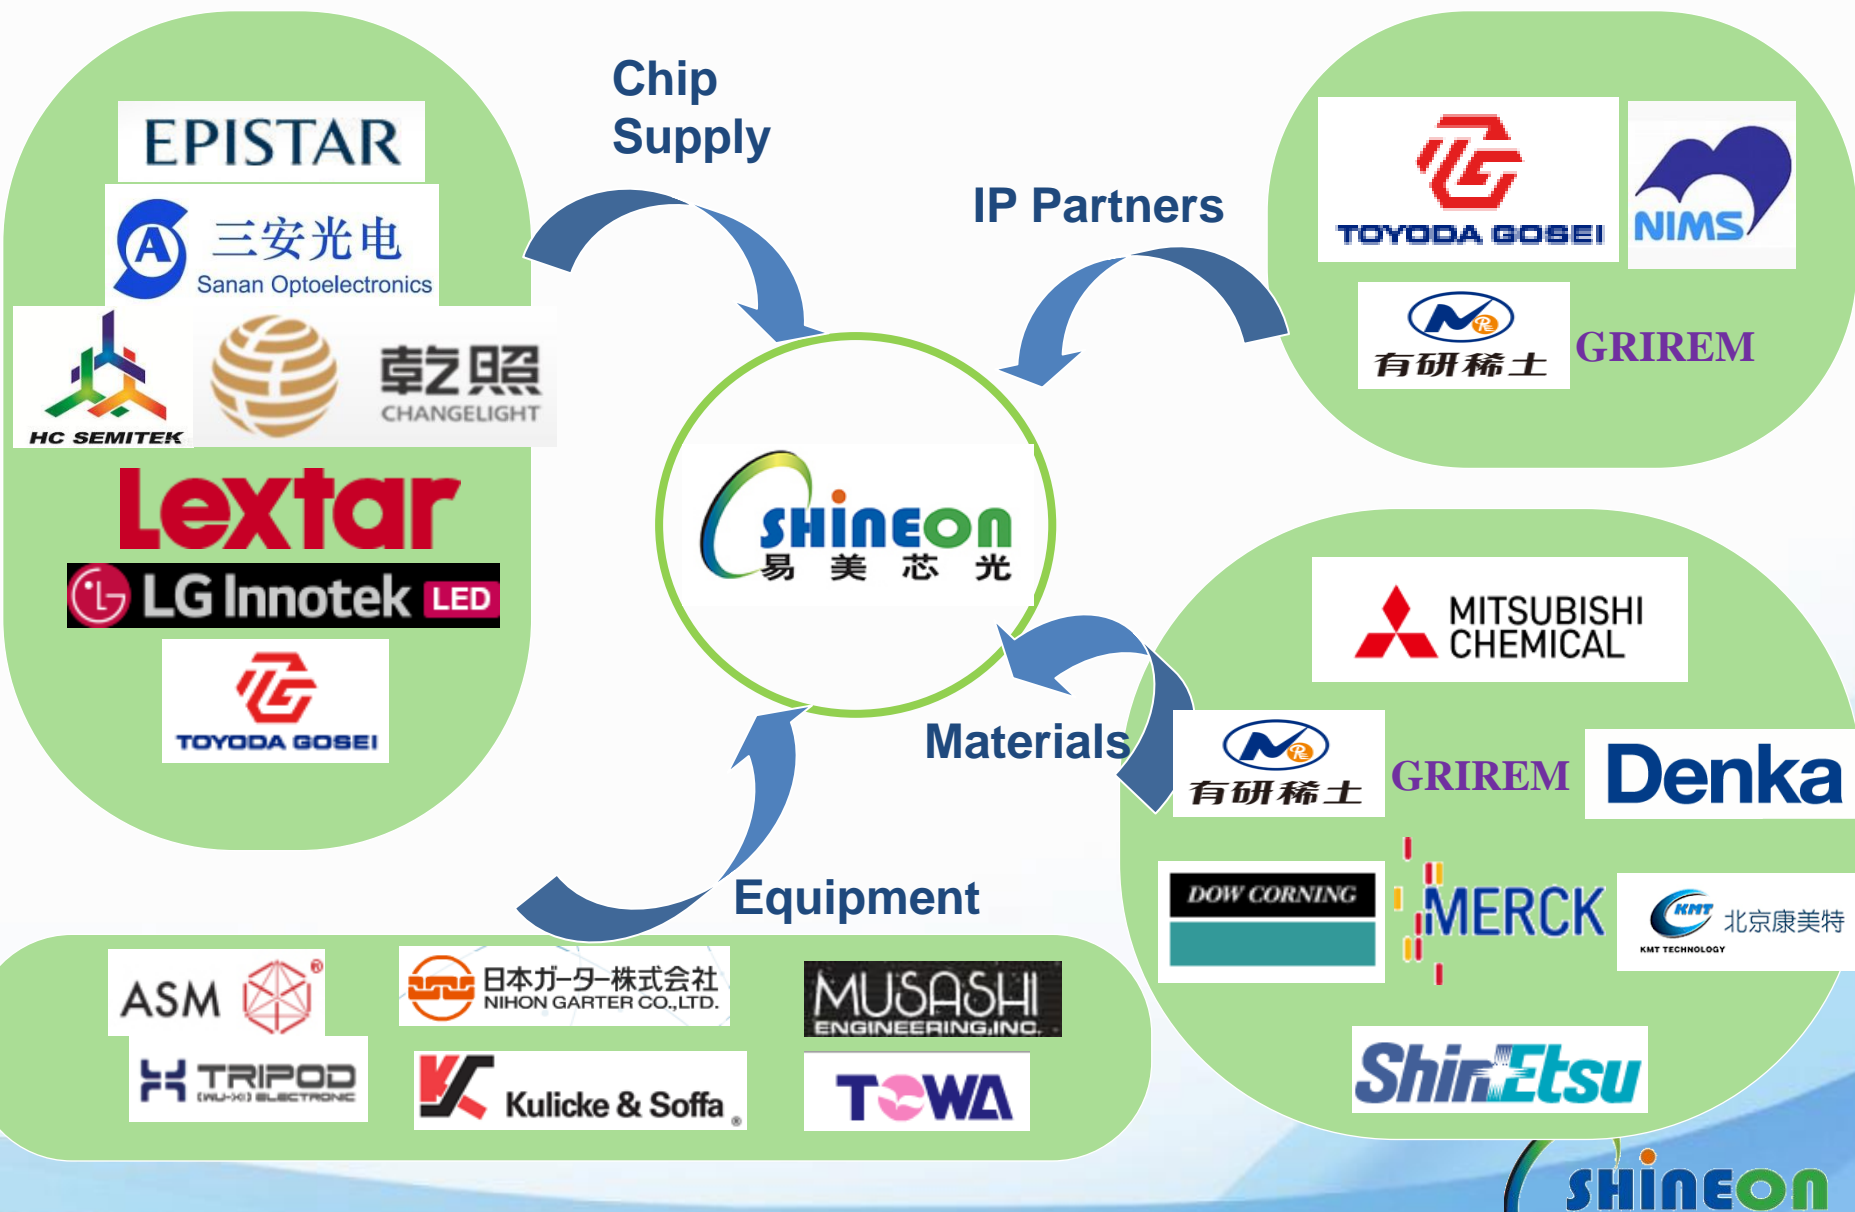 Chip
Supply
EPISTAR
三安光电
Sanan Optoelectronics
HC SEMITEK
乾照
CHANGELIGHT
Lextar
LG Innotek LED
TOYODA GOSEI
IP Partners
TOYODA GOSEI
NIMS
有研稀土
GRIREM
SHINEON
易美芯光
Materials
MITSUBISHI
CHEMICAL
有研稀土
GRIREM
Denka
DOW CORNING
MERCK
KMT
北京康美特
KMT TECHNOLOGY
ShinEtsu
Equipment
ASM
日本ガーター株式会社
NIHON GARTER CO.,LTD.
MUSASHI
ENGINEERING,INC.
TRIPOD
(WU-XI) ELECTRONIC
Kulicke & Soffa ®
TOWA
SHINEON